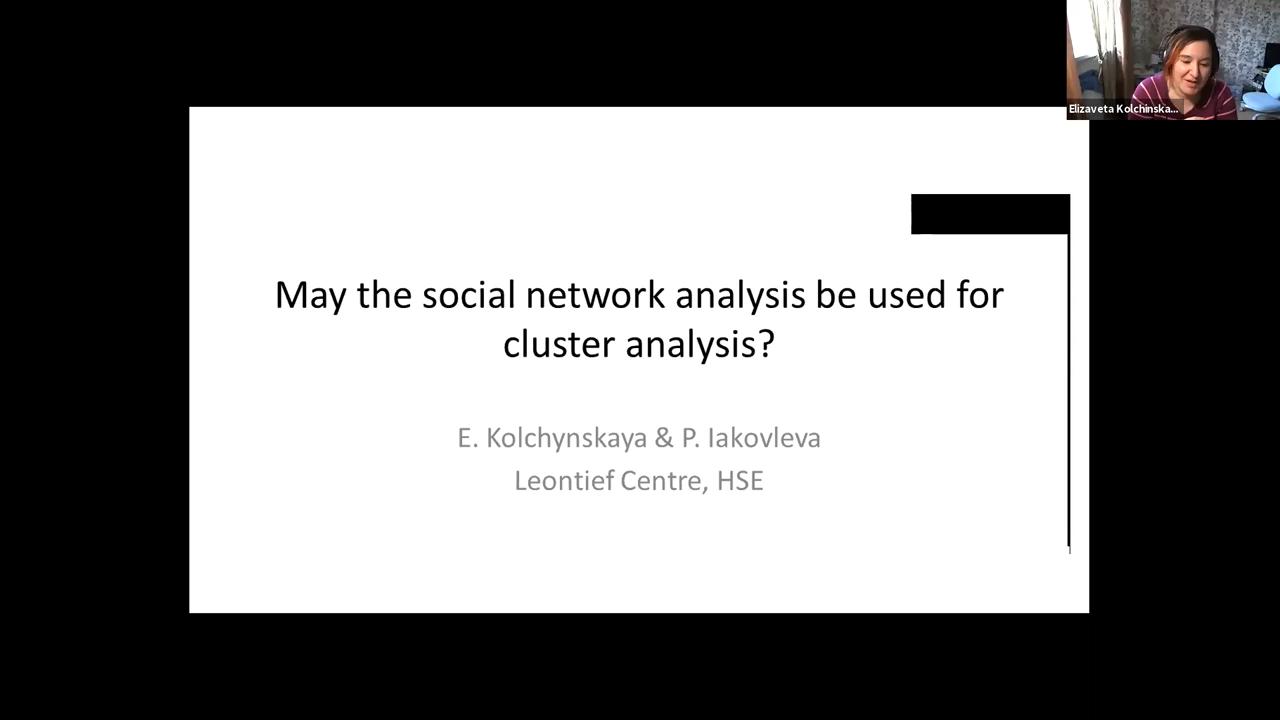 Elizaveta Kolchinska...
May the social network analysis be used for
cluster analysis?
E. Kolchynskaya & P. Iakovleva
Leontief Centre, HSE